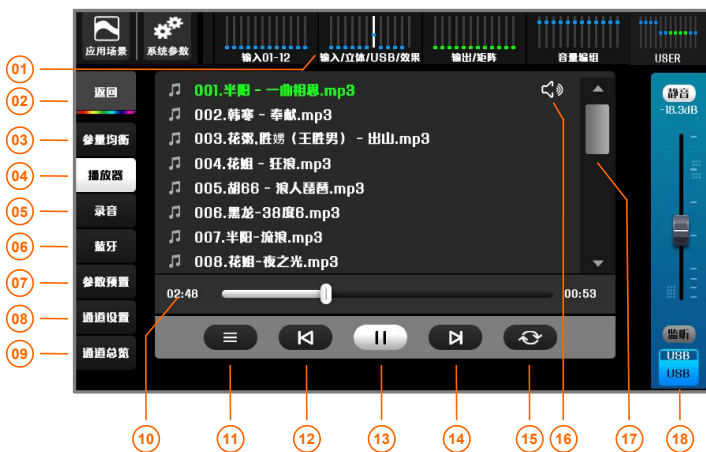 应用场景 系统参数 输入01-12 输入/立体/USB/效果 输出/矩阵 音量编组 USER
01
返回
02
参量均衡
03
播放器
04
录音
05
蓝牙
06
参数预置
07
通道设置
08
通道总览
09
001.半阳 - 一曲相思.mp3
002.韩寒 - 奉献.mp3
003.花粥,胜娚（王胜男） - 出山.mp3
004.花姐 - 狂浪.mp3
005.胡66 - 浪人琵琶.mp3
006.黑龙-38度6.mp3
007.半阳-流浪.mp3
008.花姐-夜之光.mp3
02:48 00:53
静音
-18.3dB
监听
USB
USB
10 11 12 13 14 15 16 17 18